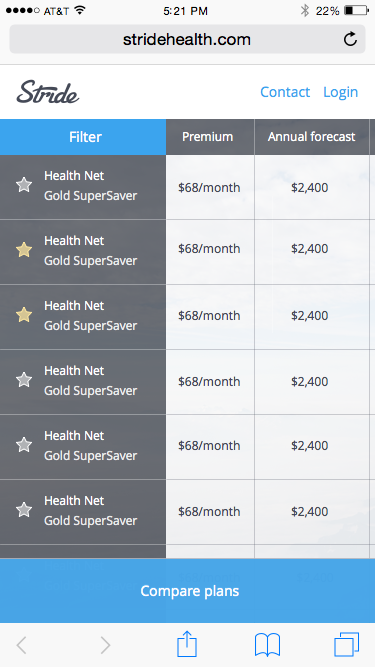 AT&T 5:21 PM 22%
stridehealth.com
Stride Contact Login
Filter Premium Annual forecast
Health Net
Gold SuperSaver $68/month $2,400
Health Net
Gold SuperSaver $68/month $2,400
Health Net
Gold SuperSaver $68/month $2,400
Health Net
Gold SuperSaver $68/month $2,400
Health Net
Gold SuperSaver $68/month $2,400
Health Net
Gold SuperSaver $68/month $2,400
Compare plans